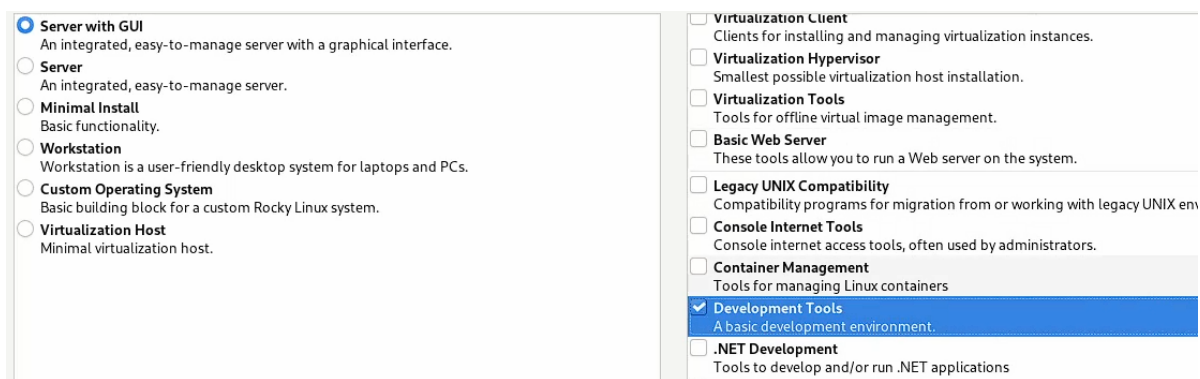 Server with GUI
An integrated, easy-to-manage server with a graphical interface.
Server
An integrated, easy-to-manage server.
Minimal Install
Basic functionality.
Workstation
Workstation is a user-friendly desktop system for laptops and PCs.
Custom Operating System
Basic building block for a custom Rocky Linux system.
Virtualization Host
Minimal virtualization host.
Virtualization Client
Clients for installing and managing virtualization instances.
Virtualization Hypervisor
Smallest possible virtualization host installation.
Virtualization Tools
Tools for offline virtual image management.
Basic Web Server
These tools allow you to run a Web server on the system.
Legacy UNIX Compatibility
Compatibility programs for migration from or working with legacy UNIX env
Console Internet Tools
Console internet access tools, often used by administrators.
Container Management
Tools for managing Linux containers
Development Tools
A basic development environment.
.NET Development
Tools to develop and/or run .NET applications